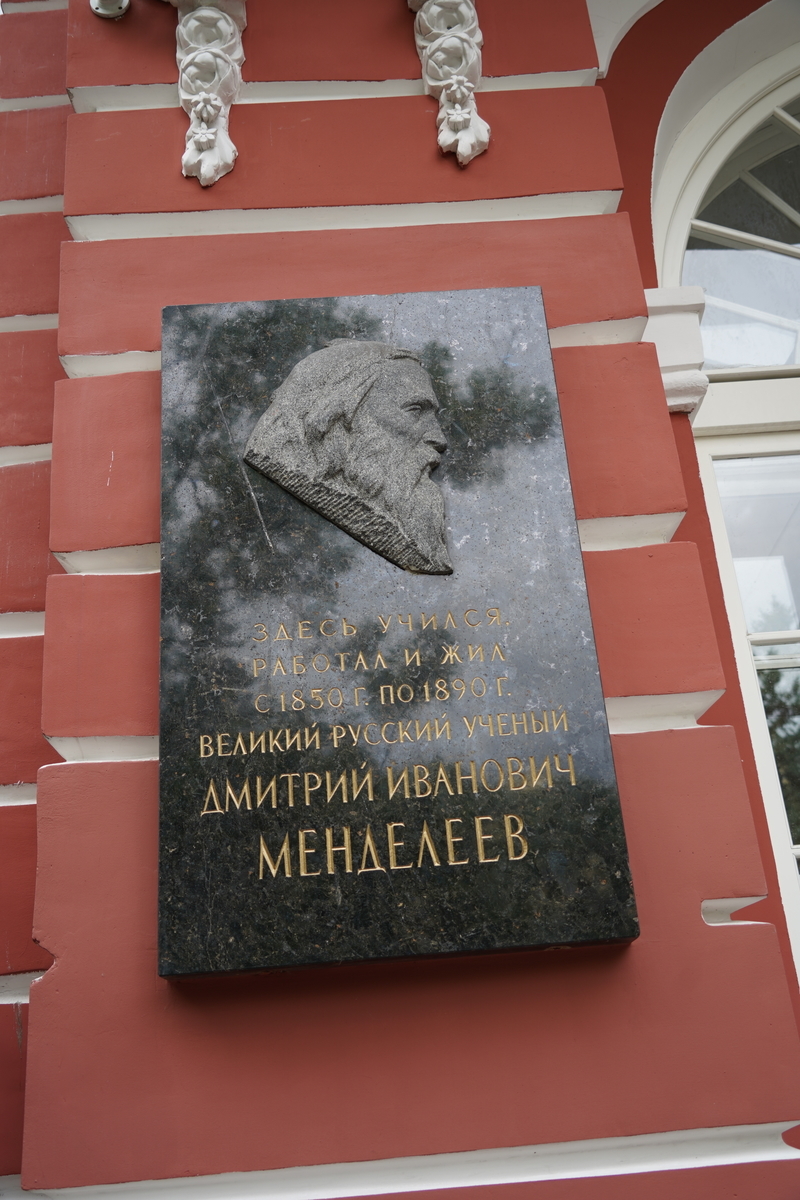 ЗДЕСЬ УЧИЛСЯ,
РАБОТАЛ И ЖИЛ
С 1850 Г. ПО 1890 Г.
ВЕЛИКИЙ РУССКИЙ УЧЕНЫЙ
ДМИТРИЙ ИВАНОВИЧ
МЕНДЕЛЕЕВ